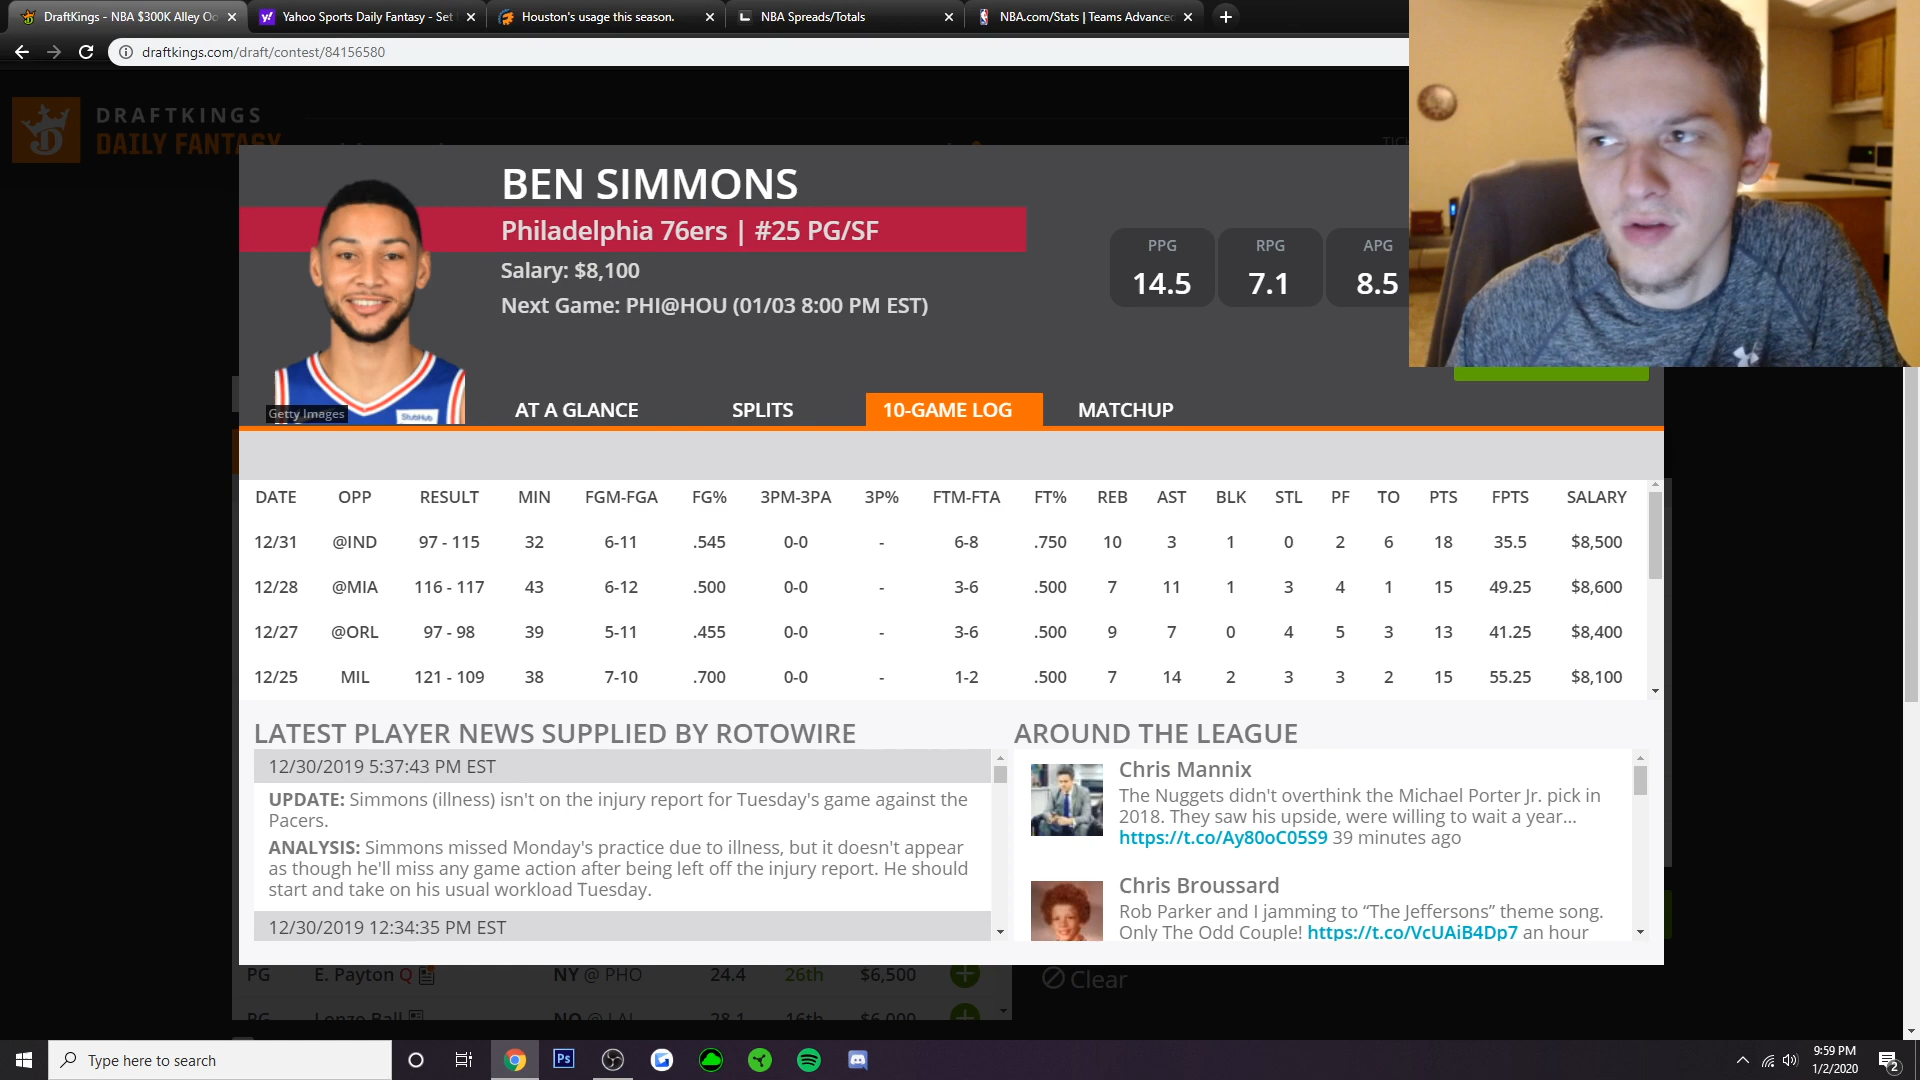 DraftKings - NBA $300K Alley Oo
Yahoo Sports Daily Fantasy - Set
Houston's usage this season.
NBA Spreads/Totals
NBA.com/Stats | Teams Advance
draftkings.com/draft/contest/84156580
DRAFTKINGS
DAILY FANTASY
BEN SIMMONS
Philadelphia 76ers | #25 PG/SF
Salary: $8,100
Next Game: PHI@HOU (01/03 8:00 PM EST)
PPG RPG APG
14.5 7.1 8.5
Getty Images
StubHub
AT A GLANCE SPLITS 10-GAME LOG MATCHUP
DATE OPP RESULT MIN FGM-FGA FG% 3PM-3PA 3P% FTM-FTA FT% REB AST BLK STL PF TO PTS FPTS SALARY
12/31 @IND 97 - 115 32 6-11 .545 0-0 - 6-8 .750 10 3 1 0 2 6 18 35.5 $8,500
12/28 @MIA 116 - 117 43 6-12 .500 0-0 - 3-6 .500 7 11 1 3 4 1 15 49.25 $8,600
12/27 @ORL 97 - 98 39 5-11 .455 0-0 - 3-6 .500 9 7 0 4 5 3 13 41.25 $8,400
12/25 MIL 121 - 109 38 7-10 .700 0-0 - 1-2 .500 7 14 2 3 3 2 15 55.25 $8,100
LATEST PLAYER NEWS SUPPLIED BY ROTOWIRE
12/30/2019 5:37:43 PM EST
UPDATE: Simmons (illness) isn't on the injury report for Tuesday's game against the
Pacers.
ANALYSIS: Simmons missed Monday's practice due to illness, but it doesn't appear
as though he'll miss any game action after being left off the injury report. He should
start and take on his usual workload Tuesday.
12/30/2019 12:34:35 PM EST
AROUND THE LEAGUE
Chris Mannix
The Nuggets didn't overthink the Michael Porter Jr. pick in
2018. They saw his upside, were willing to wait a year...
https://t.co/Ay80oC05S9 39 minutes ago
Chris Broussard
Rob Parker and I jamming to “The Jeffersons” theme song.
Only The Odd Couple! https://t.co/VcUAiB4Dp7 an hour
PG E. Payton Q NY @ PHO 24.4 26th $6,500
Clear
PG Lonzo Ball NO @ LAL 28.1 16th $6,000
Type here to search
Ps
9:59 PM
1/2/2020
2